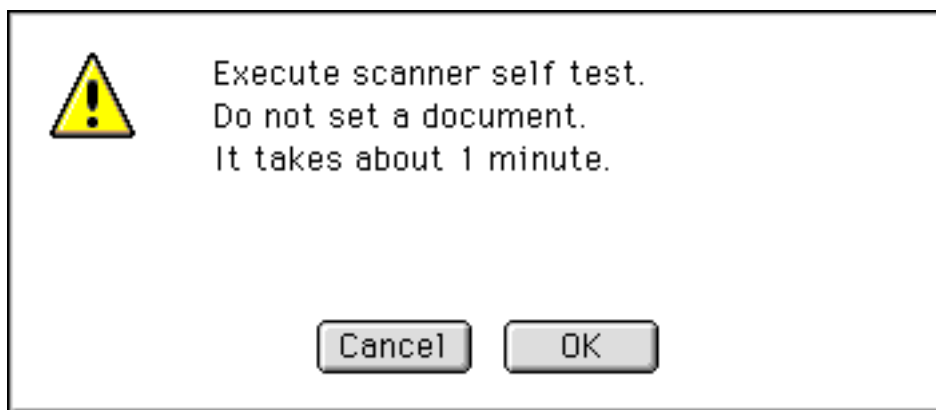 Execute scanner self test.
Do not set a document.
It takes about 1 minute.
Cancel OK